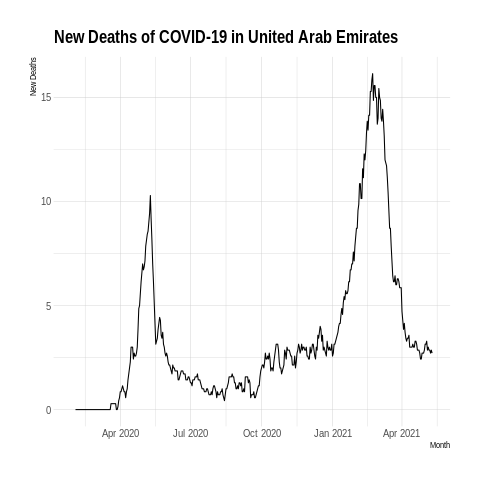 New Deaths of COVID-19 in United Arab Emirates
New Deaths
15
10
5
0
Apr 2020 Jul 2020 Oct 2020 Jan 2021 Apr 2021
Month